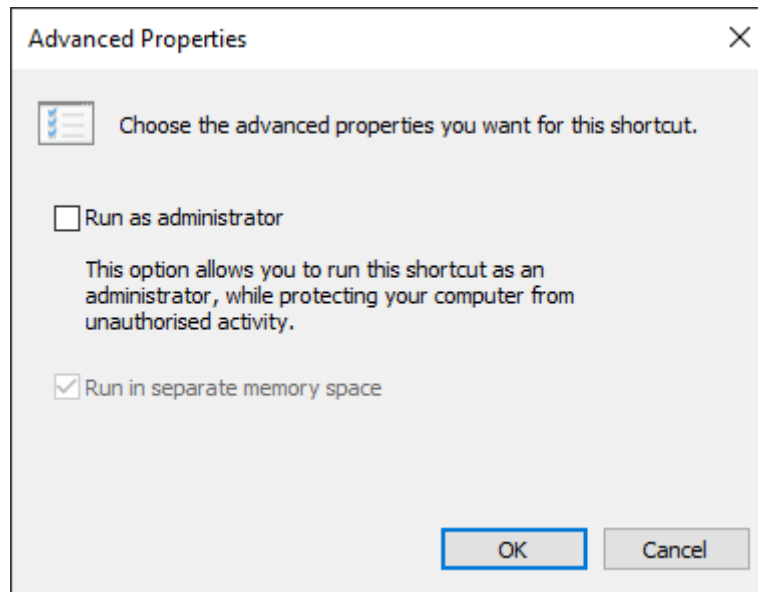 Advanced Properties
Choose the advanced properties you want for this shortcut.
Run as administrator
This option allows you to run this shortcut as an
administrator, while protecting your computer from
unauthorised activity.
Run in separate memory space
OK
Cancel